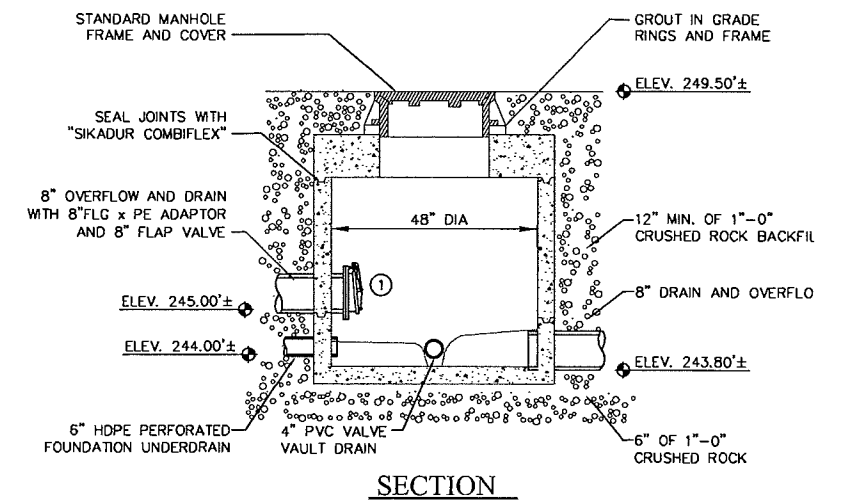 STANDARD MANHOLE
FRAME AND COVER
GROUT IN GRADE
RINGS AND FRAME
ELEV. 249.50'±
SEAL JOINTS WITH
"SIKADUR COMBIFLEX"
8" OVERFLOW AND DRAIN
WITH 8"FLG x PE ADAPTOR
AND 8" FLAP VALVE
48" DIA
12" MIN. OF 1"-0"
CRUSHED ROCK BACKFIL
1
8" DRAIN AND OVERFLO
ELEV. 245.00'±
ELEV. 244.00'±
ELEV. 243.80'±
6" HDPE PERFORATED
FOUNDATION UNDERDRAIN
4" PVC VALVE
VAULT DRAIN
6" OF 1"-0"
CRUSHED ROCK
SECTION